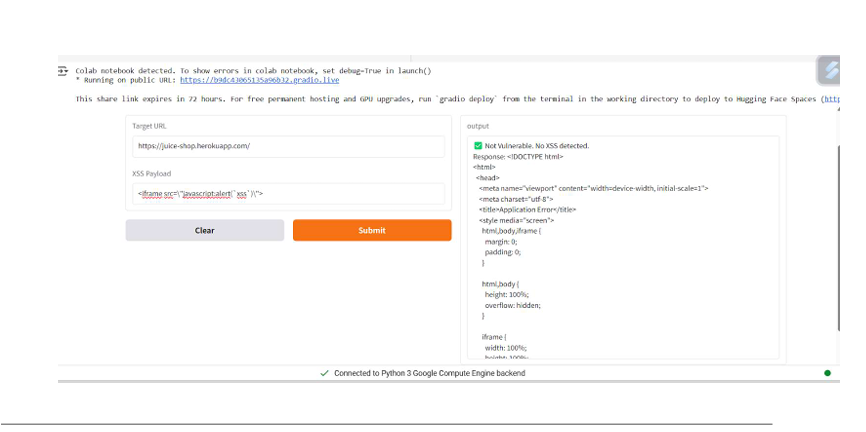 Colab notebook detected. To show errors in colab notebook, set debug=True in launch()
* Running on public URL: https://b9dc43065135a96b32.gradio.live
This share link expires in 72 hours. For free permanent hosting and GPU upgrades, run `gradio deploy` from the terminal in the working directory to deploy to Hugging Face Spaces (http
Target URL
https://juice-shop.herokuapp.com/
XSS Payload
<iframe src=\"javascript:alert(`xss`)\">
Clear
Submit
output
✅ Not Vulnerable. No XSS detected.
Response: <!DOCTYPE html>
<html>
<head>
<meta name="viewport" content="width=device-width, initial-scale=1">
<meta charset="utf-8">
<title>Application Error</title>
<style media="screen">
html,body,iframe {
margin: 0;
padding: 0;
}
html,body {
height: 100%;
overflow: hidden;
}
iframe {
width: 100%;
height: 100%;
Connected to Python 3 Google Compute Engine backend